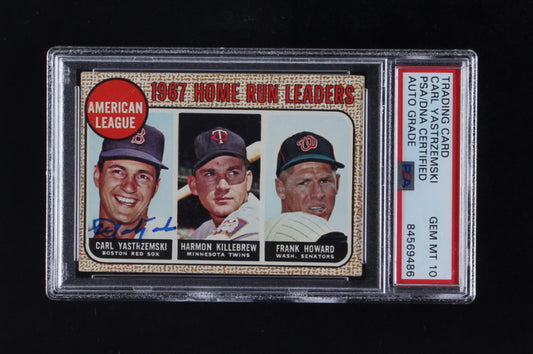 1967 HOME RUN LEADERS
AMERICAN
LEAGUE
CARL YASTRZEMSKI
BOSTON RED SOX
HARMON KILLEBREW
MINNESOTA TWINS
FRANK HOWARD
WASH. SENATORS
TRADING CARD
CARL YASTRZEMSKI
PSA/DNA CERTIFIED
AUTO GRADE
GEM MT 10
84569486